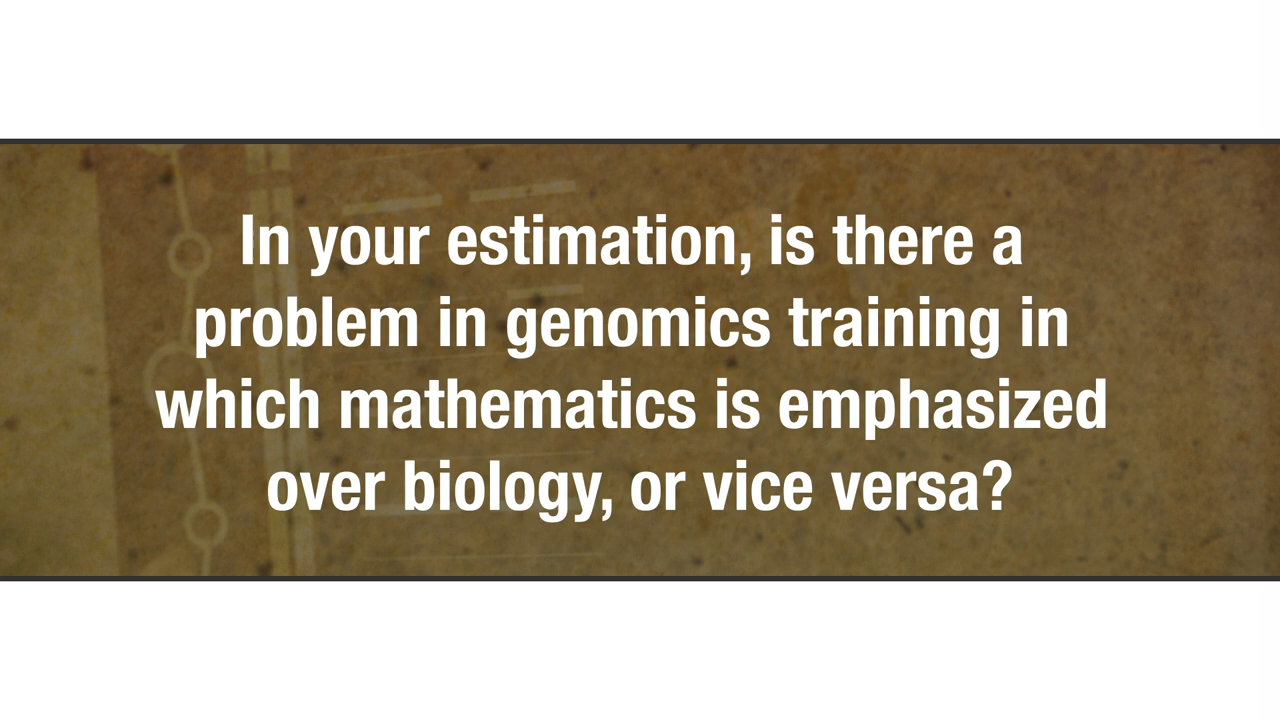 In your estimation, is there a
problem in genomics training in
which mathematics is emphasized
over biology, or vice versa?